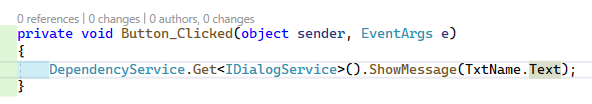 0 references | 0 changes | 0 authors, 0 changes
private void Button_Clicked(object sender, EventArgs e)
{
    DependencyService.Get<IDialogService>().ShowMessage(TxtName.Text);
}